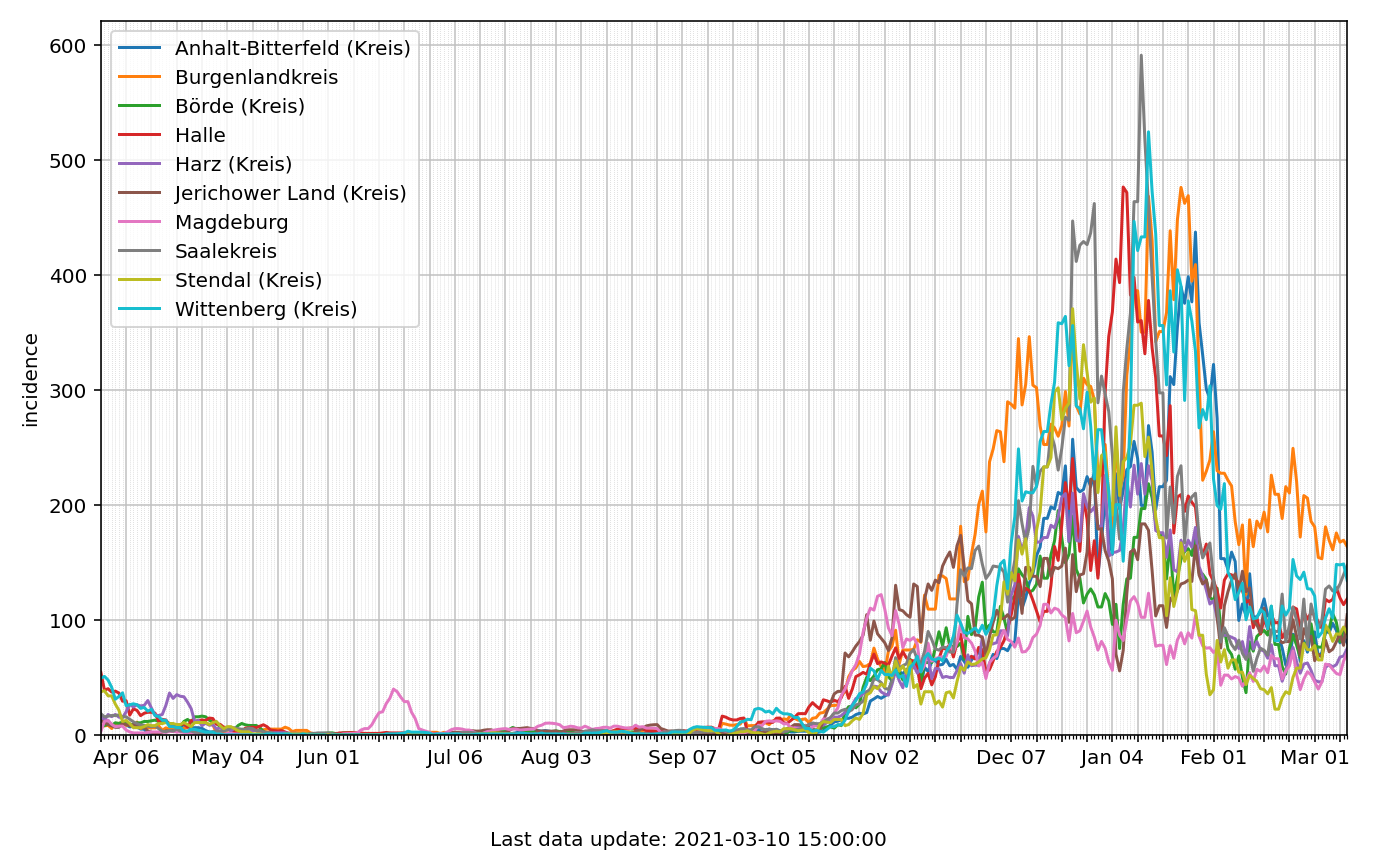 600
500
400
300
200
100
0
incidence
Anhalt-Bitterfeld (Kreis)
Burgenlandkreis
Börde (Kreis)
Halle
Harz (Kreis)
Jerichower Land (Kreis)
Magdeburg
Saalekreis
Stendal (Kreis)
Wittenberg (Kreis)
Apr 06 May 04 Jun 01 Jul 06 Aug 03 Sep 07 Oct 05 Nov 02 Dec 07 Jan 04 Feb 01 Mar 01
Last data update: 2021-03-10 15:00:00